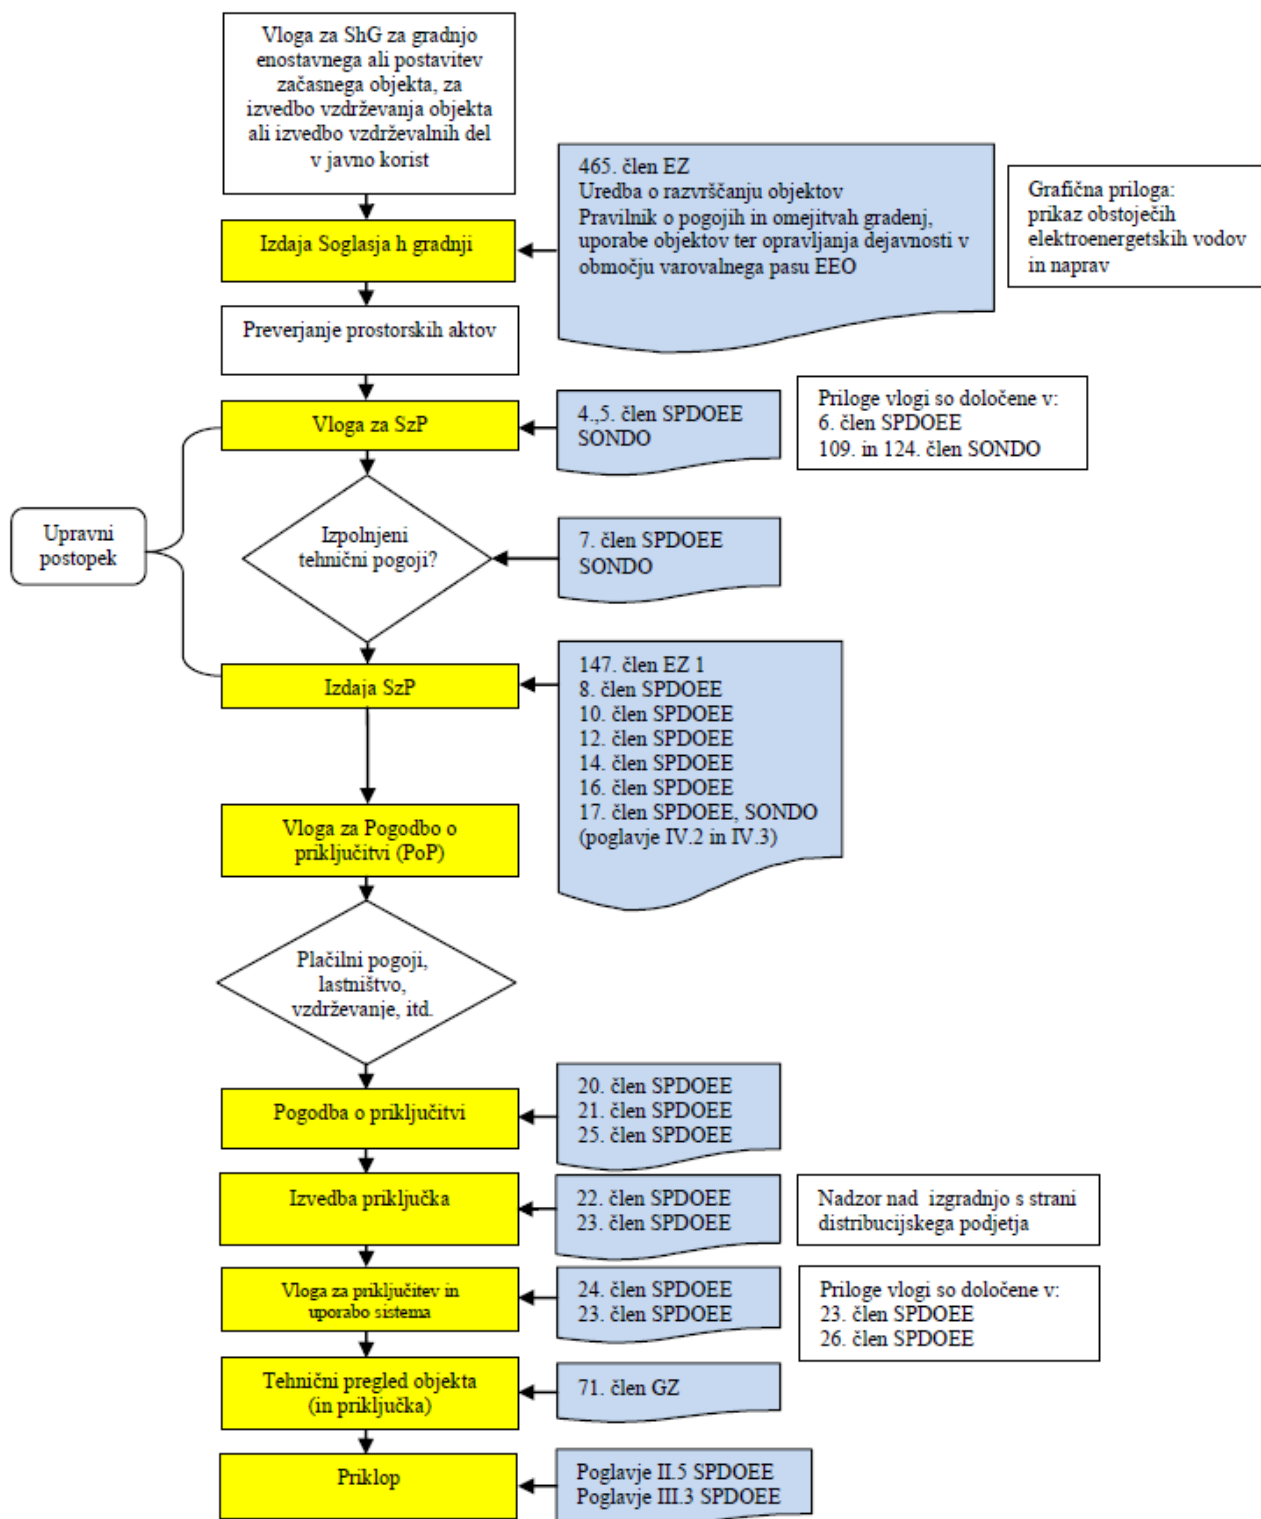 Vloga za ShG za gradnjo
enostavnega ali postavitev
začasnega objekta, za
izvedbo vzdrževanja objekta
ali izvedbo vzdrževalnih del
v javno korist
465. člen EZ
Uredba o razvrščanju objektov
Pravilnik o pogojih in omejitvah gradenj,
uporabe objektov ter opravljanja dejavnosti v
območju varovalnega pasu EEO
Grafična priloga:
prikaz obstoječih
elektroenergetskih vodov
in naprav
Izdaja Soglasja h gradnji
Preverjanje prostorskih aktov
Vloga za SzP
4.,5. člen SPDOEE
SONDO
Priloge vlogi so določene v:
6. člen SPDOEE
109. in 124. člen SONDO
Upravni
postopek
Izpolnjeni
tehnični pogoji?
7. člen SPDOEE
SONDO
Izdaja SzP
147. člen EZ 1
8. člen SPDOEE
10. člen SPDOEE
12. člen SPDOEE
14. člen SPDOEE
16. člen SPDOEE
17. člen SPDOEE, SONDO
(poglavje IV.2 in IV.3)
Vloga za Pogodbo o
priključitvi (PoP)
Plačilni pogoji,
lastništvo,
vzdrževanje, itd.
Pogodba o priključitvi
20. člen SPDOEE
21. člen SPDOEE
25. člen SPDOEE
Izvedba priključka
22. člen SPDOEE
23. člen SPDOEE
Nadzor nad izgradnjo s strani
distribucijskega podjetja
Vloga za priključitev in
uporabo sistema
24. člen SPDOEE
23. člen SPDOEE
Priloge vlogi so določene v:
23. člen SPDOEE
26. člen SPDOEE
Tehnični pregled objekta
(in priključka)
71. člen GZ
Priklop
Poglavje II.5 SPDOEE
Poglavje III.3 SPDOEE